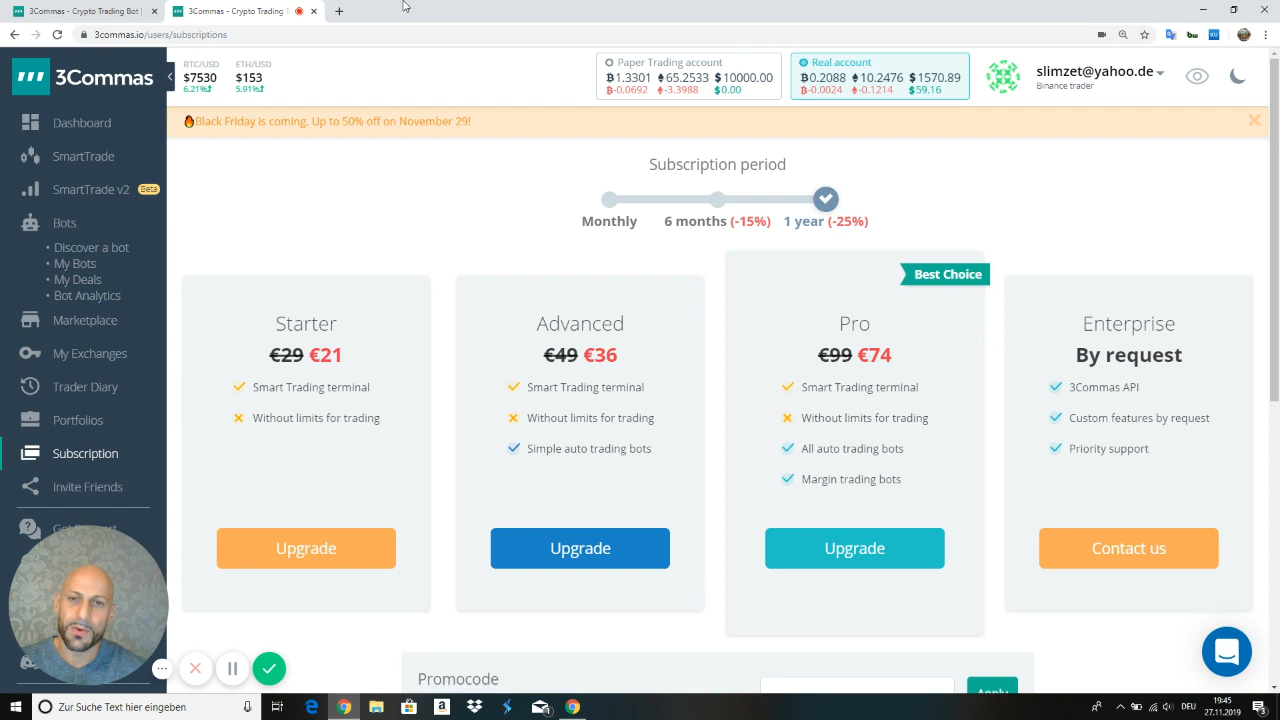 3Commas - Crypto Trading Bot
3Commas - Crypto Trading
3commas.io/users/subscriptions
3Commas
BTC/USD
$7530
6.21%
ETH/USD
$153
5.91%
Paper Trading account
1.3301 65.2533 $10000.00
-0.0692 -3.3988 $0.00
Real account
0.2088 10.2476 $1570.89
-0.0024 -0.1214 $59.16
slimzet@yahoo.de
Binance trader
Black Friday is coming. Up to 50% off on November 29!
Dashboard
SmartTrade
SmartTrade v2 Beta
Bots
• Discover a bot
• My Bots
• My Deals
• Bot Analytics
Marketplace
My Exchanges
Trader Diary
Portfolios
Subscription
Invite Friends
Subscription period
Monthly
6 months (-15%)
1 year (-25%)
Starter
€29 €21
Smart Trading terminal
Without limits for trading
Upgrade
Advanced
€49 €36
Smart Trading terminal
Without limits for trading
Simple auto trading bots
Upgrade
Best Choice
Pro
€99 €74
Smart Trading terminal
Without limits for trading
All auto trading bots
Margin trading bots
Upgrade
Enterprise
By request
3Commas API
Custom features by request
Priority support
Contact us
Promocode
Apply
Zur Suche Text hier eingeben
DEU
19:45
27.11.2019